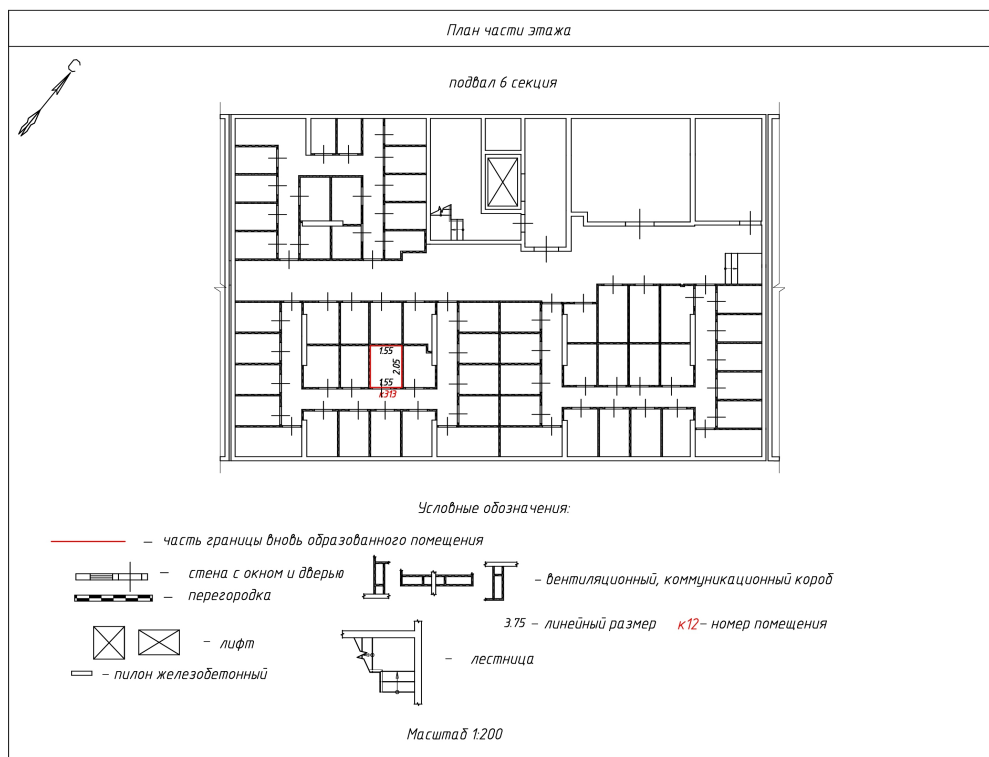 План части этажа
С
подвал 6 секция
1.55
2.05
1.55
к313
Условные обозначения:
— часть границы вновь образованного помещения
— стена с окном и дверью
— перегородка
— вентиляционный, коммуникационный короб
3.75 — линейный размер к12 — номер помещения
— лифт
— лестница
— пилон железобетонный
Масштаб 1:200